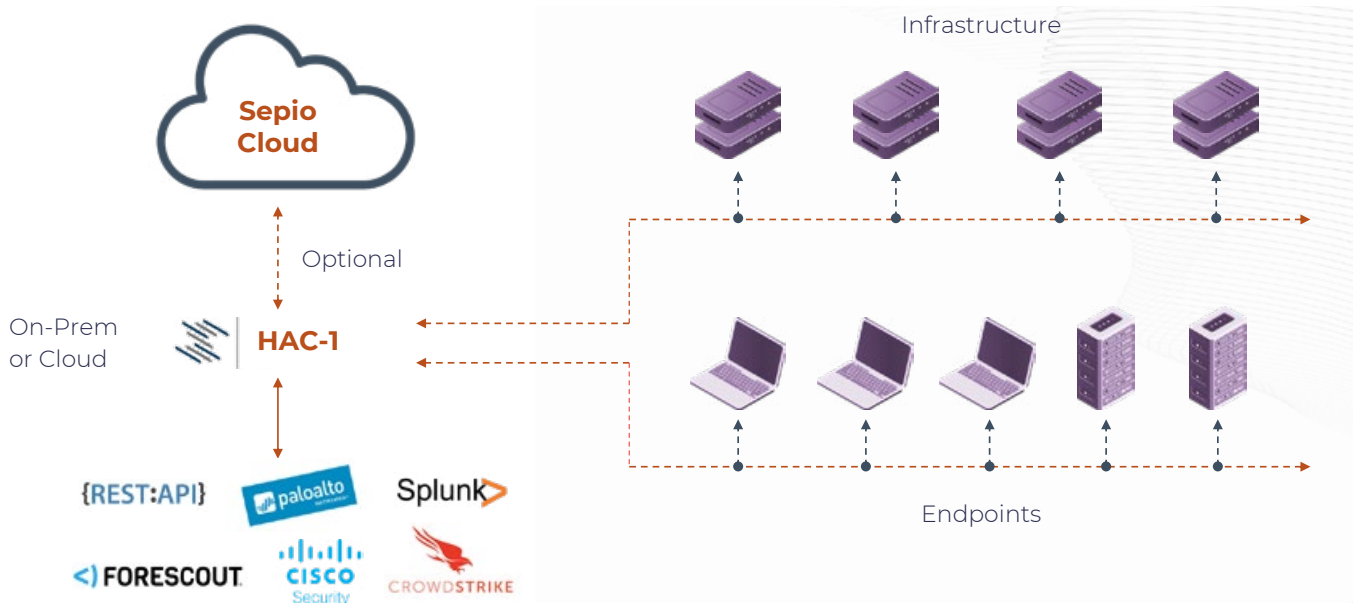 Infrastructure
Sepio
Cloud
Optional
On-Prem
or Cloud
HAC-1
{REST:API}
paloalto
Splunk>
Endpoints
FORESCOUT.
CISCO
Security
CROWDSTRIKE